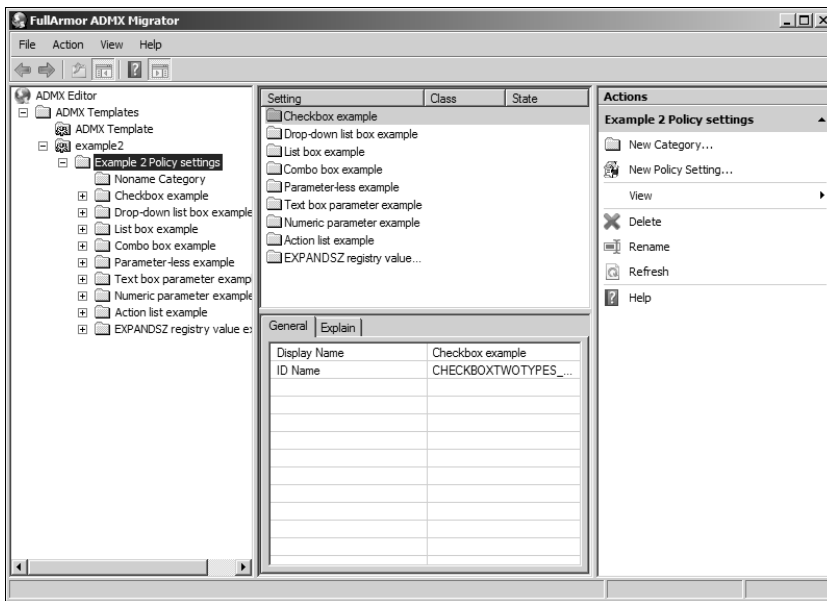 FullArmor ADMX Migrator
File Action View Help
ADMX Editor
ADMX Templates
ADMX Template
example2
Example 2 Policy settings
Noname Category
Checkbox example
Drop-down list box example
List box example
Combo box example
Parameter-less example
Text box parameter examp
Numeric parameter example
Action list example
EXPANDSZ registry value ex
Setting Class State
Checkbox example
Drop-down list box example
List box example
Combo box example
Parameter-less example
Text box parameter example
Numeric parameter example
Action list example
EXPANDSZ registry value...
General Explain
Display Name Checkbox example
ID Name CHECKBOXTWOTYPES_...
Actions
Example 2 Policy settings
New Category...
New Policy Setting...
View
Delete
Rename
Refresh
Help